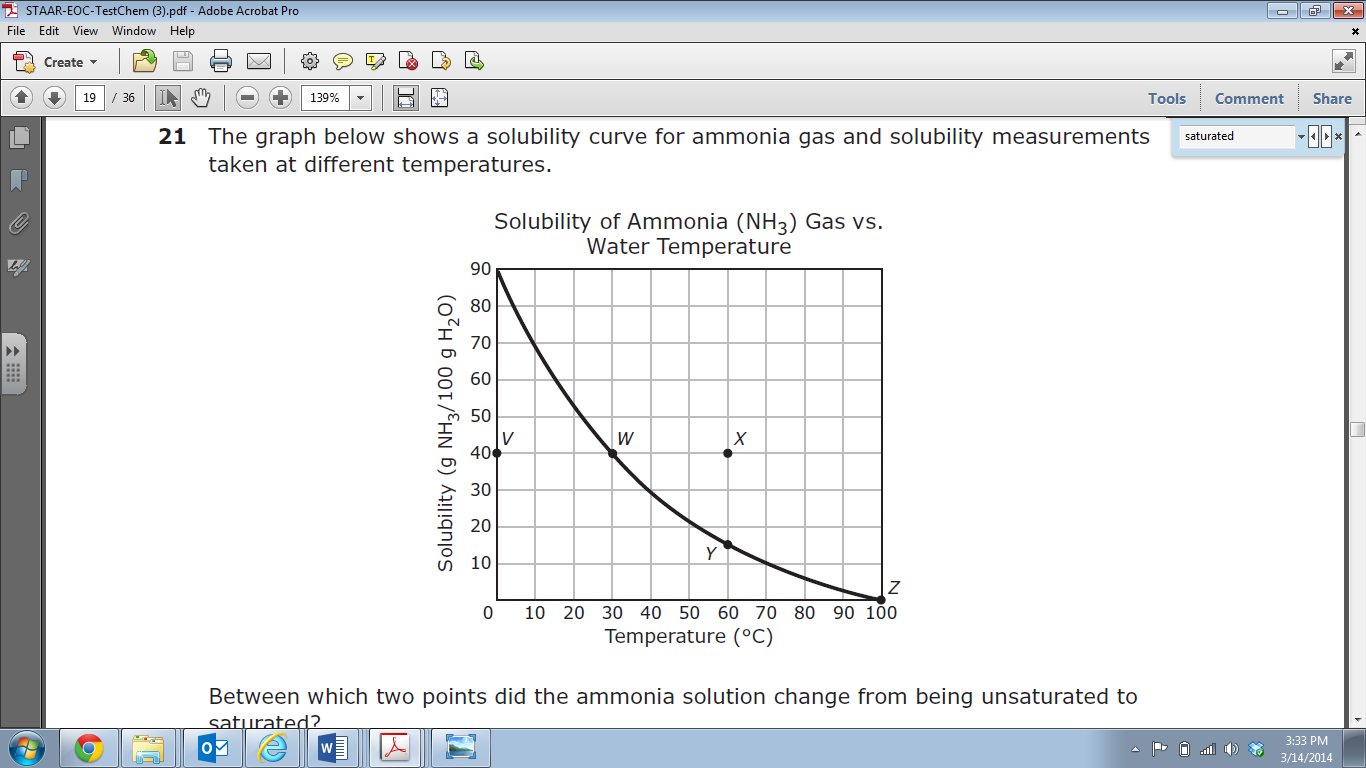 STAAR-EOC-TestChem (3).pdf - Adobe Acrobat Pro
File Edit View Window Help
Create
19 / 36
139%
Tools Comment Share
saturated
21 The graph below shows a solubility curve for ammonia gas and solubility measurements
taken at different temperatures.
Solubility of Ammonia (NH3) Gas vs.
Water Temperature
Solubility (g NH3/100 g H2O)
90
80
70
60
50
40
30
20
10
V
W
X
Y
Z
0 10 20 30 40 50 60 70 80 90 100
Temperature (°C)
Between which two points did the ammonia solution change from being unsaturated to
saturated?
3:33 PM
3/14/2014